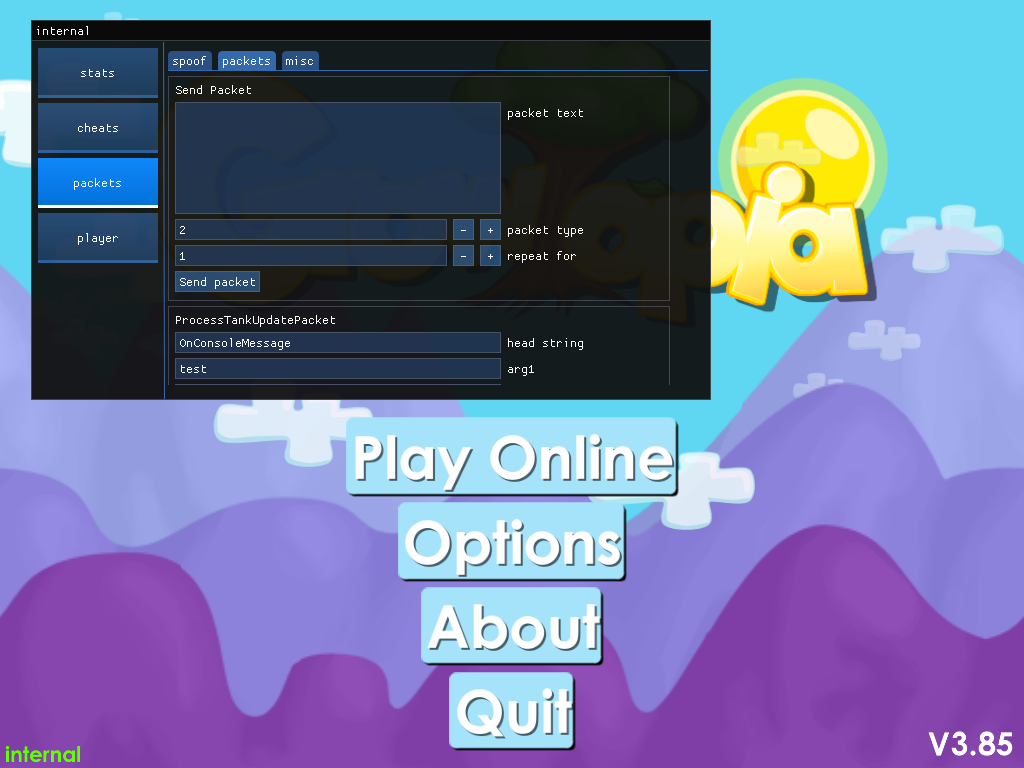 internal
stats
cheats
packets
player
spoof packets misc
Send Packet
packet text
2 - + packet type
1 - + repeat for
Send packet
ProcessTankUpdatePacket
OnConsoleMessage head string
test arg1
Play Online
Options
About
Quit
internal
V3.85